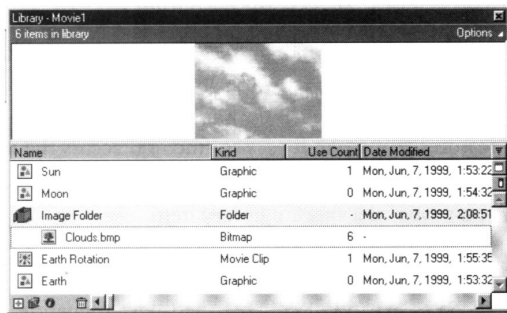 Library - Movie1
6 items in library Options
Name Kind Use Count Date Modified
Sun Graphic 1 Mon, Jun, 7, 1999, 1:53:22
Moon Graphic 0 Mon, Jun, 7, 1999, 1:54:32
Image Folder Folder - Mon, Jun, 7, 1999, 2:08:51
Clouds.bmp Bitmap 6 -
Earth Rotation Movie Clip 1 Mon, Jun, 7, 1999, 1:55:35
Earth Graphic 0 Mon, Jun, 7, 1999, 1:53:32